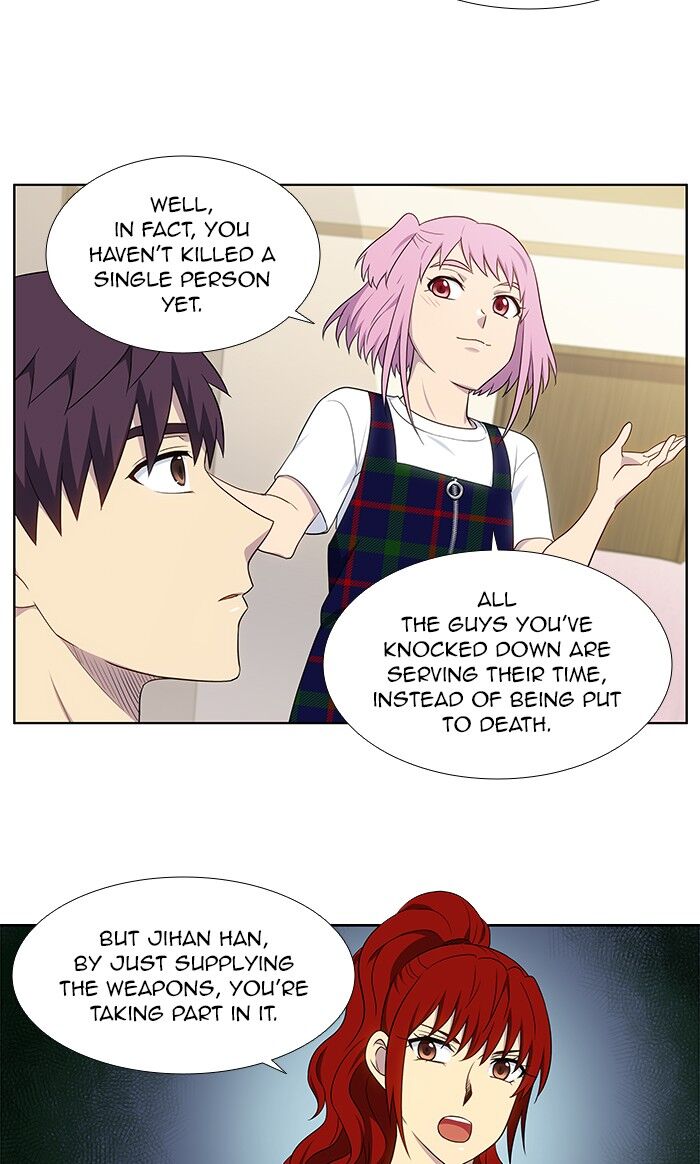 WELL,
IN FACT, YOU
HAVEN'T KILLED A
SINGLE PERSON
YET.
ALL
THE GUYS YOU'VE
KNOCKED DOWN ARE
SERVING THEIR TIME,
INSTEAD OF BEING PUT
TO DEATH.
BUT JIHAN HAN,
BY JUST SUPPLYING
THE WEAPONS, YOU'RE
TAKING PART IN IT.